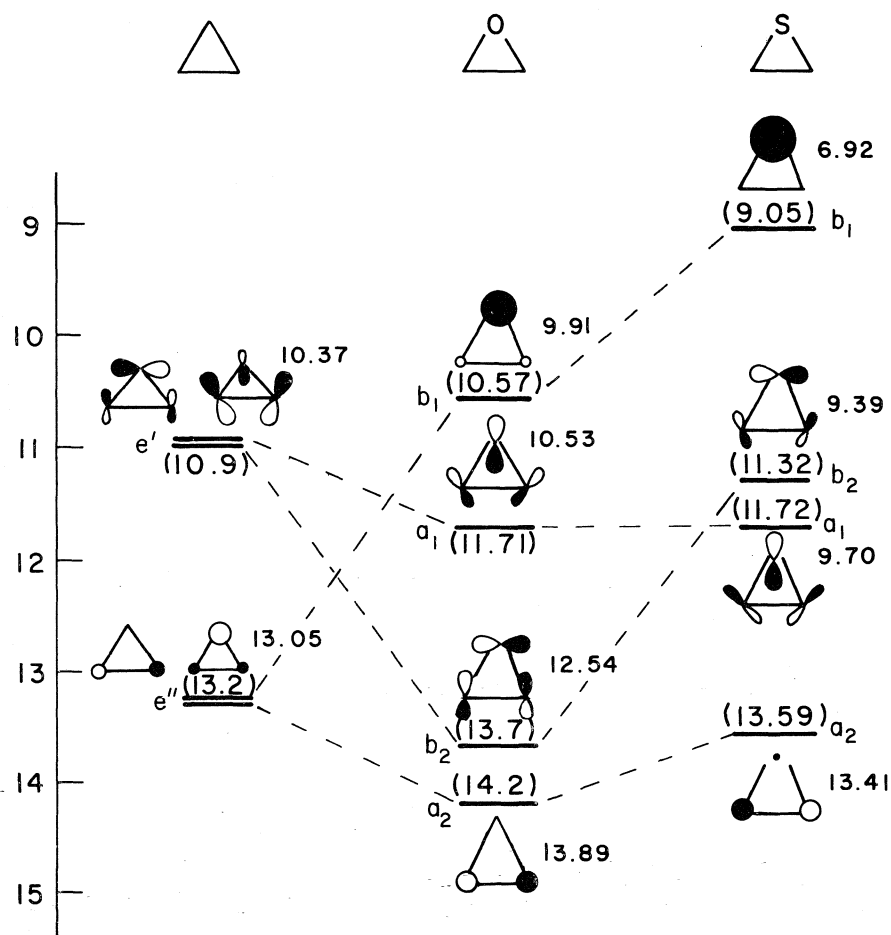 O S
6.92
(9.05) b₁
9
10
9.91
10.37
(10.57)
b₁
9.39
10.53
11
e′
(10.9)
(11.32) b₂
(11.72) a₁
a₁ (11.71)
9.70
12
13.05
12.54
13
(13.2)
e″
(13.7)
b₂
(13.59) a₂
14
(14.2)
a₂
13.41
13.89
15